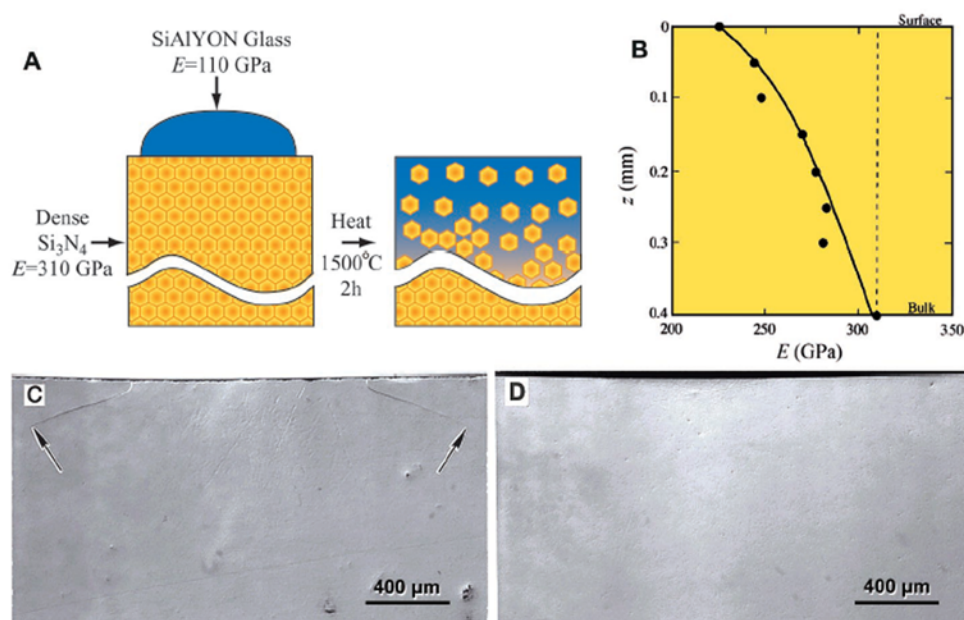 A
SiAlYON Glass
E=110 GPa
Dense
Si3N4
E=310 GPa
Heat
1500°C
2h
B
Surface
0
0.1
0.2
0.3
0.4
z (mm)
Bulk
200
250
300
350
E (GPa)
C
400 µm
D
400 µm